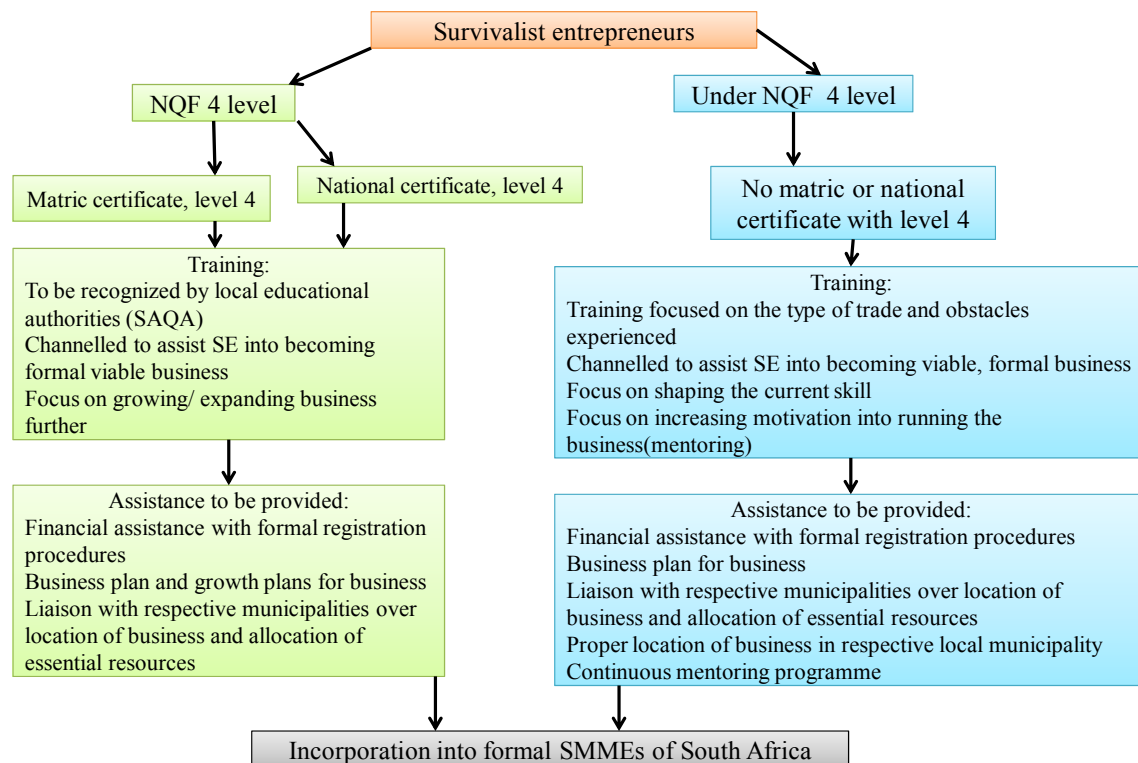 Survivalist entrepreneurs
NQF 4 level
Under NQF 4 level
Matric certificate, level 4
National certificate, level 4
No matric or national
certificate with level 4
Training:
To be recognized by local educational
authorities (SAQA)
Channelled to assist SE into becoming
formal viable business
Focus on growing/ expanding business
further
Training:
Training focused on the type of trade and obstacles
experienced
Channelled to assist SE into becoming viable, formal business
Focus on shaping the current skill
Focus on increasing motivation into running the
business(mentoring)
Assistance to be provided:
Financial assistance with formal registration
procedures
Business plan and growth plans for business
Liaison with respective municipalities over
location of business and allocation of
essential resources
Assistance to be provided:
Financial assistance with formal registration procedures
Business plan for business
Liaison with respective municipalities over location of
business and allocation of essential resources
Proper location of business in respective local municipality
Continuous mentoring programme
Incorporation into formal SMMEs of South Africa